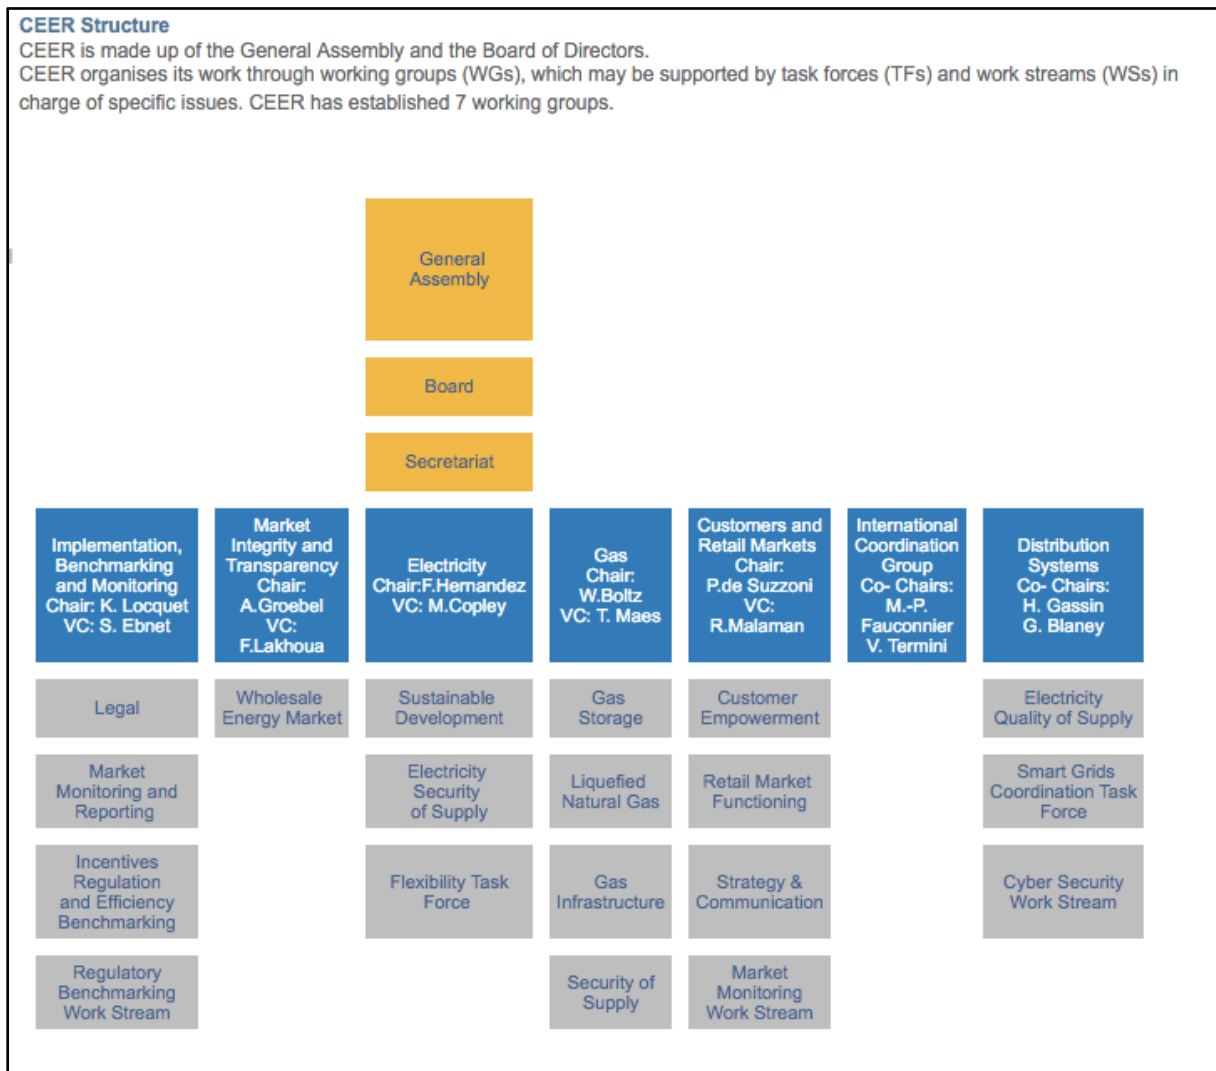 CEER Structure
CEER is made up of the General Assembly and the Board of Directors.
CEER organises its work through working groups (WGs), which may be supported by task forces (TFs) and work streams (WSs) in
charge of specific issues. CEER has established 7 working groups.
General
Assembly
Board
Secretariat
Implementation,
Benchmarking
and Monitoring
Chair: K. Locquet
VC: S. Ebnet
Market
Integrity and
Transparency
Chair:
A.Groebel
VC:
F.Lakhoua
Electricity
Chair:F.Hernandez
VC: M.Copley
Gas
Chair:
W.Boltz
VC: T. Maes
Customers and
Retail Markets
Chair:
P.de Suzzoni
VC:
R.Malaman
International
Coordination
Group
Co- Chairs:
M.-P.
Fauconnier
V. Termini
Distribution
Systems
Co- Chairs:
H. Gassin
G. Blaney
Legal
Wholesale
Energy Market
Sustainable
Development
Gas
Storage
Customer
Empowerment
Electricity
Quality of Supply
Market
Monitoring and
Reporting
Electricity
Security
of Supply
Liquefied
Natural Gas
Retail Market
Functioning
Smart Grids
Coordination Task
Force
Incentives
Regulation
and Efficiency
Benchmarking
Flexibility Task
Force
Gas
Infrastructure
Strategy &
Communication
Cyber Security
Work Stream
Regulatory
Benchmarking
Work Stream
Security of
Supply
Market
Monitoring
Work Stream